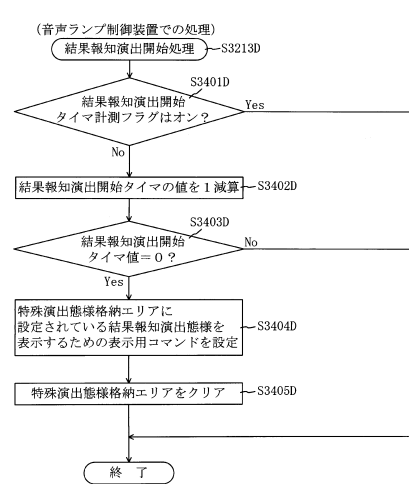 (音声ランプ制御装置での処理)
結果報知演出開始処理
S3213D
S3401D
結果報知演出開始
タイマ計測フラグはオン？
Yes
No
結果報知演出開始タイマの値を１減算
S3402D
S3403D
結果報知演出開始
タイマ値＝０？
No
Yes
特殊演出態様格納エリアに
設定されている結果報知演出態様を
表示するための表示用コマンドを設定
S3404D
特殊演出態様格納エリアをクリア
S3405D
終 了